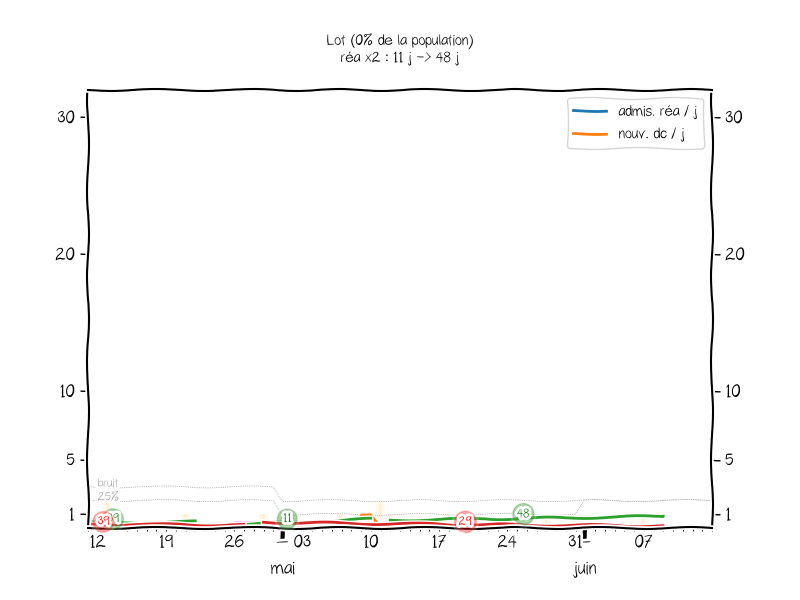 Lot (0% de la population)
réa x2 : 11 j -> 48 j
admis. réa / j
nouv. dc / j
30
30
20
20
10
10
5
5
bruit
25%
1
1
39
11
29
48
12 19 26 03 10 17 24 31 07
mai juin